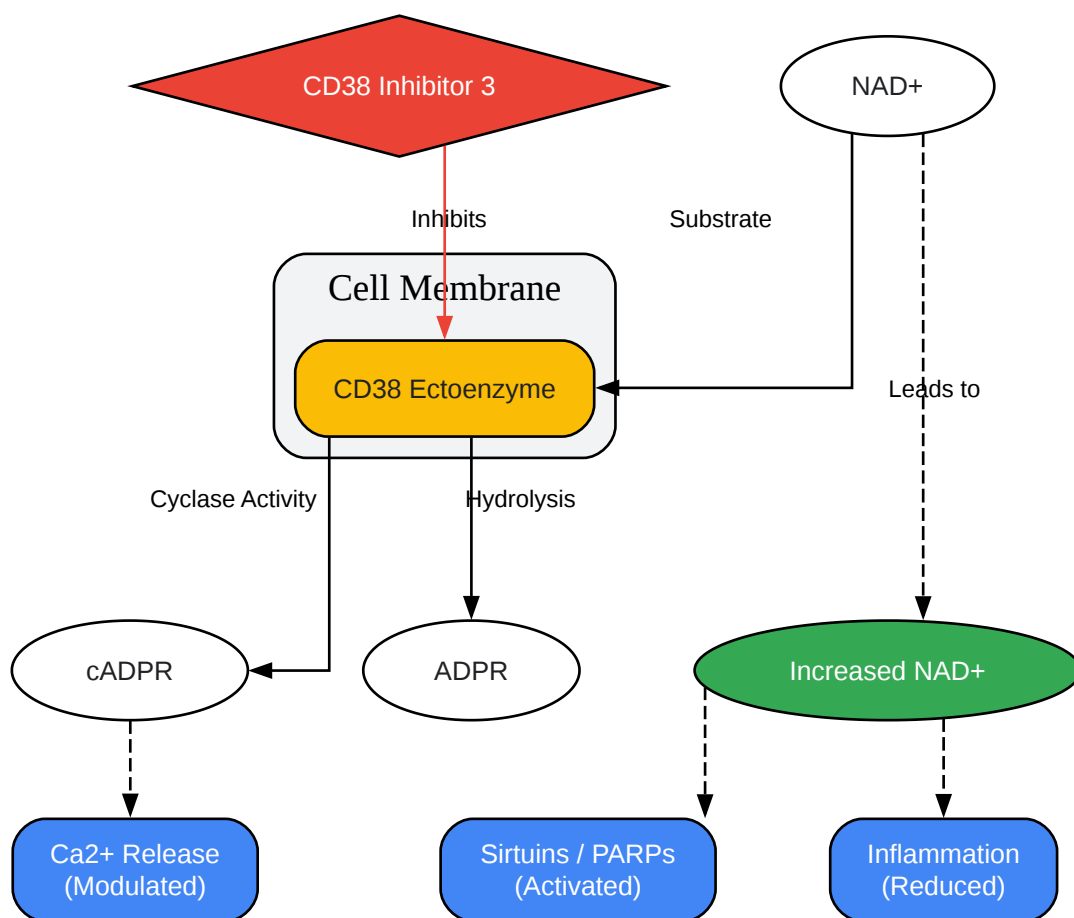 CD38 Inhibitor 3
NAD+
Inhibits
Substrate
Cell Membrane
CD38 Ectoenzyme
Leads to
Cyclase Activity
Hydrolysis
cADPR
ADPR
Increased NAD+
Ca2+ Release
(Modulated)
Sirtuins / PARPs
(Activated)
Inflammation
(Reduced)